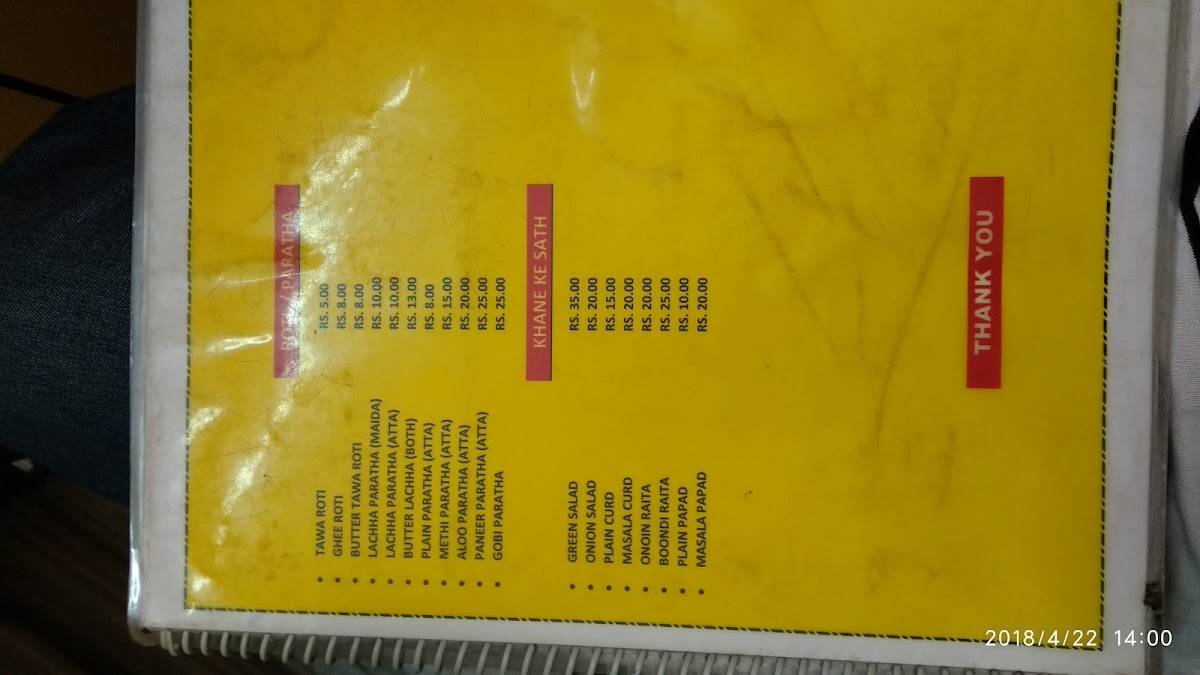 ROTI / PARATHA
• TAWA ROTI RS. 5.00
• GHEE ROTI RS. 8.00
• BUTTER TAWA ROTI RS. 8.00
• LACHHA PARATHA (MAIDA) RS. 10.00
• LACHHA PARATHA (ATTA) RS. 10.00
• BUTTER LACHHA (BOTH) RS. 13.00
• PLAIN PARATHA (ATTA) RS. 8.00
• METHI PARATHA (ATTA) RS. 15.00
• ALOO PARATHA (ATTA) RS. 20.00
• PANEER PARATHA (ATTA) RS. 25.00
• GOBI PARATHA RS. 25.00
KHANE KE SATH
• GREEN SALAD RS. 35.00
• ONION SALAD RS. 20.00
• PLAIN CURD RS. 15.00
• MASALA CURD RS. 20.00
• ONOIN RAITA RS. 20.00
• BOONDI RAITA RS. 25.00
• PLAIN PAPAD RS. 10.00
• MASALA PAPAD RS. 20.00
THANK YOU
2018/4/22 14:00